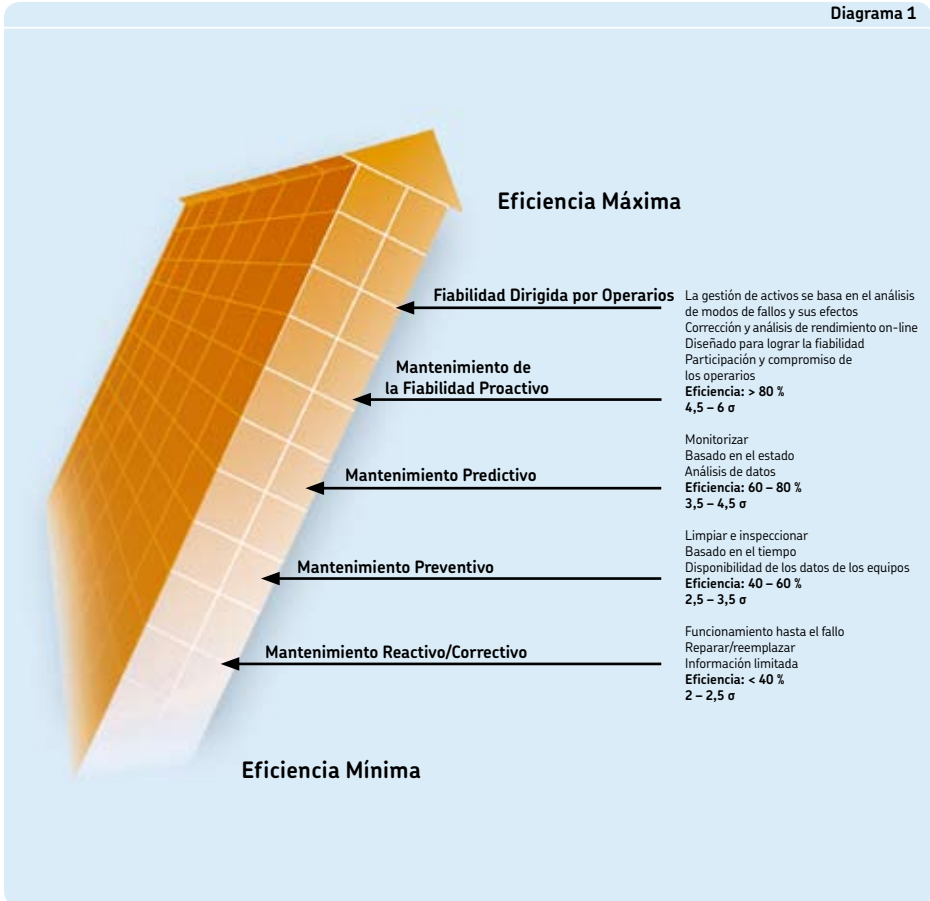 Diagrama 1
Eficiencia Máxima
Fiabilidad Dirigida por Operarios
La gestión de activos se basa en el análisis
de modos de fallos y sus efectos
Corrección y análisis de rendimiento on-line
Diseñado para lograr la fiabilidad
Participación y compromiso de
los operarios
Eficiencia: > 80 %
4,5 – 6 σ
Mantenimiento de
la Fiabilidad Proactivo
Mantenimiento Predictivo
Monitorizar
Basado en el estado
Análisis de datos
Eficiencia: 60 – 80 %
3,5 – 4,5 σ
Mantenimiento Preventivo
Limpiar e inspeccionar
Basado en el tiempo
Disponibilidad de los datos de los equipos
Eficiencia: 40 – 60 %
2,5 – 3,5 σ
Mantenimiento Reactivo/Correctivo
Funcionamiento hasta el fallo
Reparar/reemplazar
Información limitada
Eficiencia: < 40 %
2 – 2,5 σ
Eficiencia Mínima